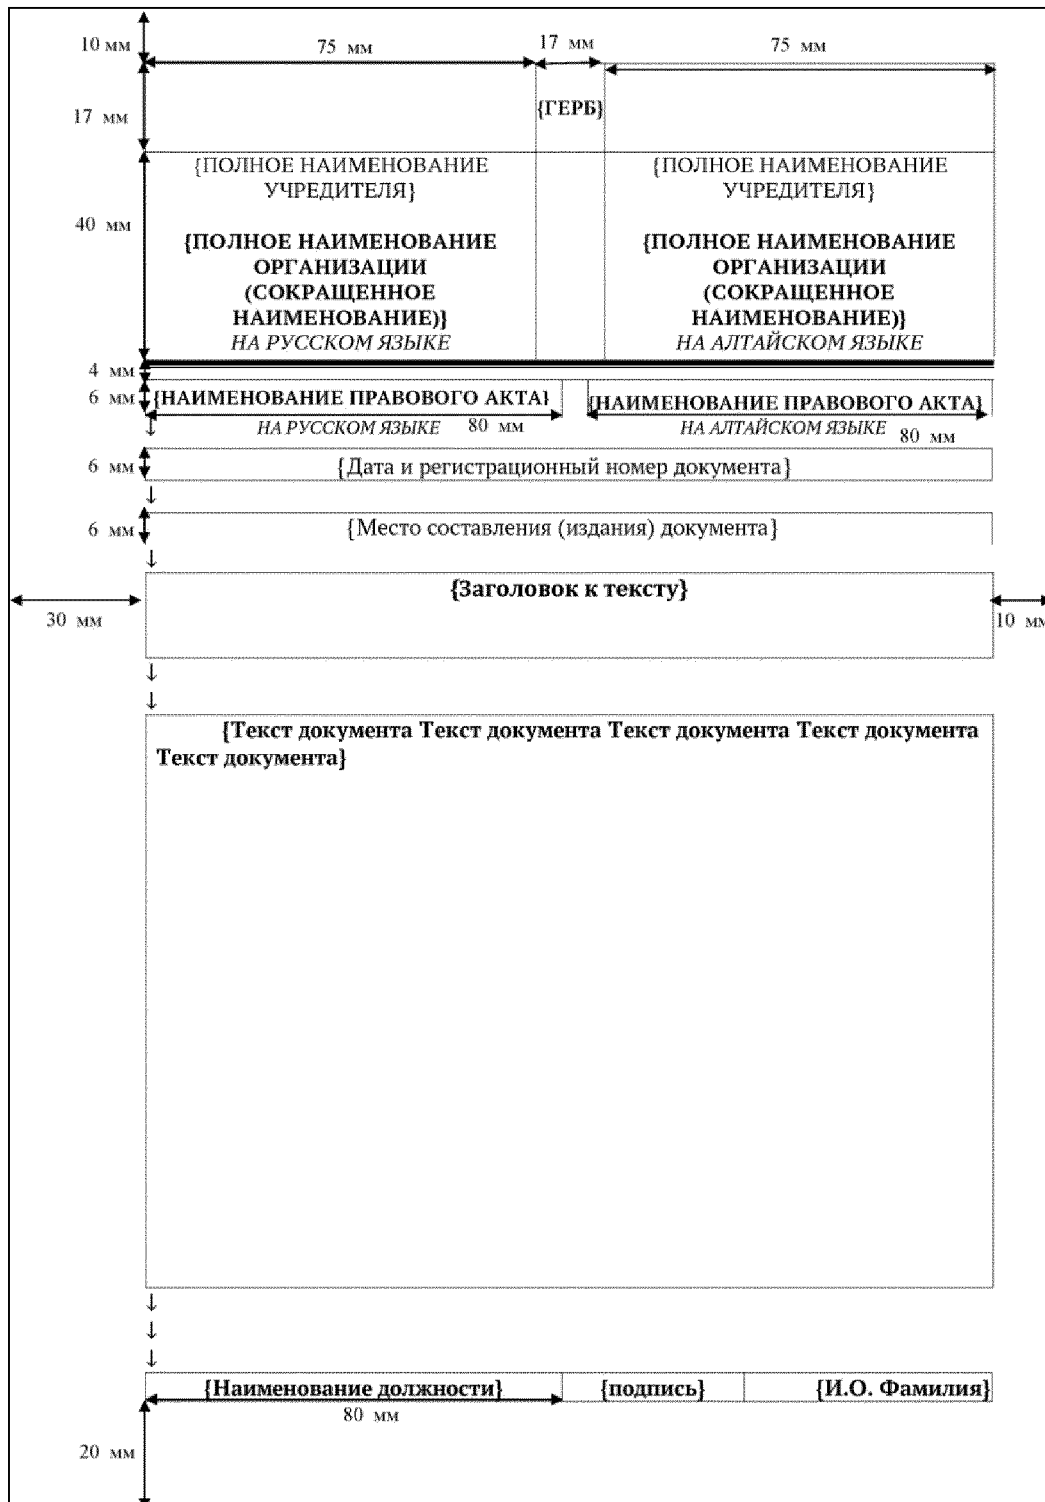 10 мм
75 мм
17 мм
75 мм
17 мм
{ГЕРБ}
{ПОЛНОЕ НАИМЕНОВАНИЕ
УЧРЕДИТЕЛЯ}
{ПОЛНОЕ НАИМЕНОВАНИЕ
ОРГАНИЗАЦИИ
(СОКРАЩЕННОЕ
НАИМЕНОВАНИЕ)}
НА РУССКОМ ЯЗЫКЕ
{ПОЛНОЕ НАИМЕНОВАНИЕ
УЧРЕДИТЕЛЯ}
{ПОЛНОЕ НАИМЕНОВАНИЕ
ОРГАНИЗАЦИИ
(СОКРАЩЕННОЕ
НАИМЕНОВАНИЕ)}
НА АЛТАЙСКОМ ЯЗЫКЕ
40 мм
4 мм
6 мм
{НАИМЕНОВАНИЕ ПРАВОВОГО АКТА}
НА РУССКОМ ЯЗЫКЕ
80 мм
{НАИМЕНОВАНИЕ ПРАВОВОГО АКТА}
НА АЛТАЙСКОМ ЯЗЫКЕ
80 мм
6 мм
{Дата и регистрационный номер документа}
6 мм
{Место составления (издания) документа}
{Заголовок к тексту}
30 мм
10 мм
{Текст документа Текст документа Текст документа Текст документа
Текст документа}
{Наименование должности}
{подпись}
{И.О. Фамилия}
80 мм
20 мм